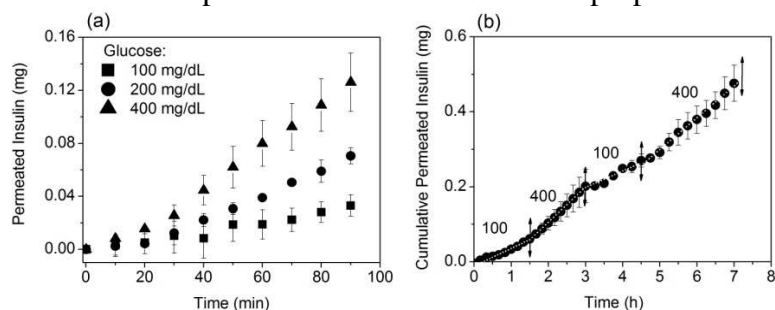 (a)
Glucose:
100 mg/dL
200 mg/dL
400 mg/dL
Permeated Insulin (mg)
0.16
0.12
0.08
0.04
0.00
0 20 40 60 80 100
Time (min)
(b)
Cumulative Permeated Insulin (mg)
0.6
0.4
0.2
0.0
100
400
100
400
0 1 2 3 4 5 6 7 8
Time (h)